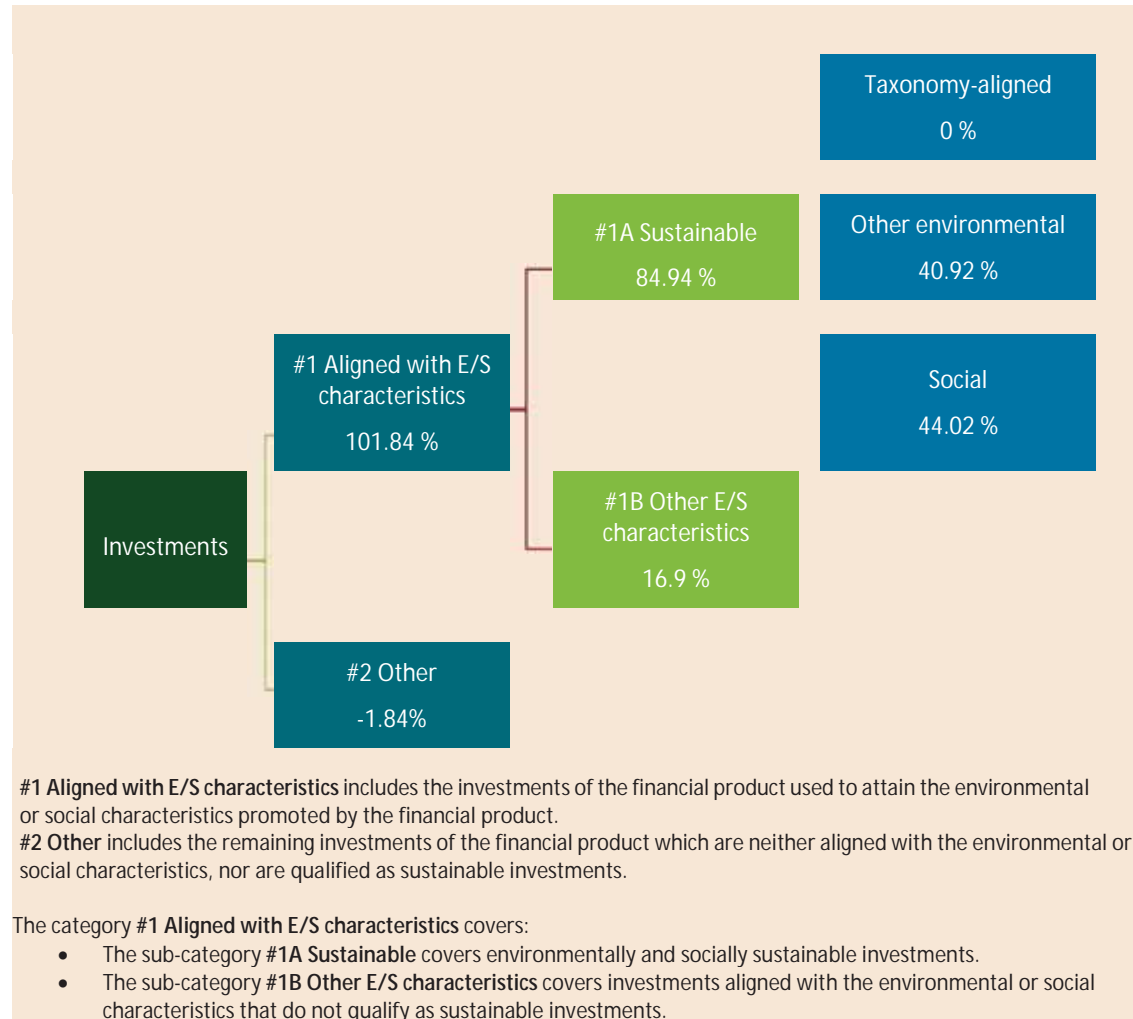 Taxonomy-aligned
0 %
#1A Sustainable
84.94 %
Other environmental
40.92 %
#1 Aligned with E/S
characteristics
101.84 %
Social
44.02 %
Investments
#1B Other E/S
characteristics
16.9 %
#2 Other
-1.84%
#1 Aligned with E/S characteristics includes the investments of the financial product used to attain the environmental
or social characteristics promoted by the financial product.
#2 Other includes the remaining investments of the financial product which are neither aligned with the environmental or
social characteristics, nor are qualified as sustainable investments.
The category #1 Aligned with E/S characteristics covers:
• The sub-category #1A Sustainable covers environmentally and socially sustainable investments.
• The sub-category #1B Other E/S characteristics covers investments aligned with the environmental or social
characteristics that do not qualify as sustainable investments.